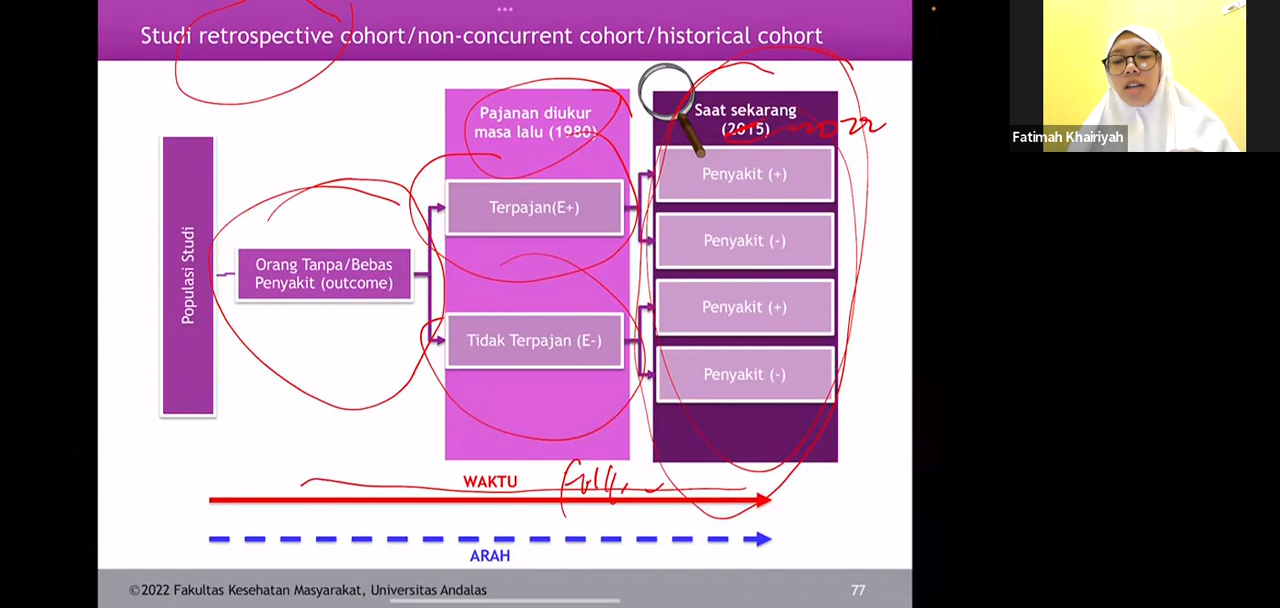 Studi retrospective cohort/non-concurrent cohort/historical cohort
Pajanan diukur
masa lalu (1980)
Saat sekarang
(2015) 2022
Populasi Studi
Orang Tanpa/Bebas
Penyakit (outcome)
Terpajan(E+)
Tidak Terpajan (E-)
Penyakit (+)
Penyakit (-)
Penyakit (+)
Penyakit (-)
WAKTU
ARAH
©2022 Fakultas Kesehatan Masyarakat, Universitas Andalas
77
Fatimah Khairiyah